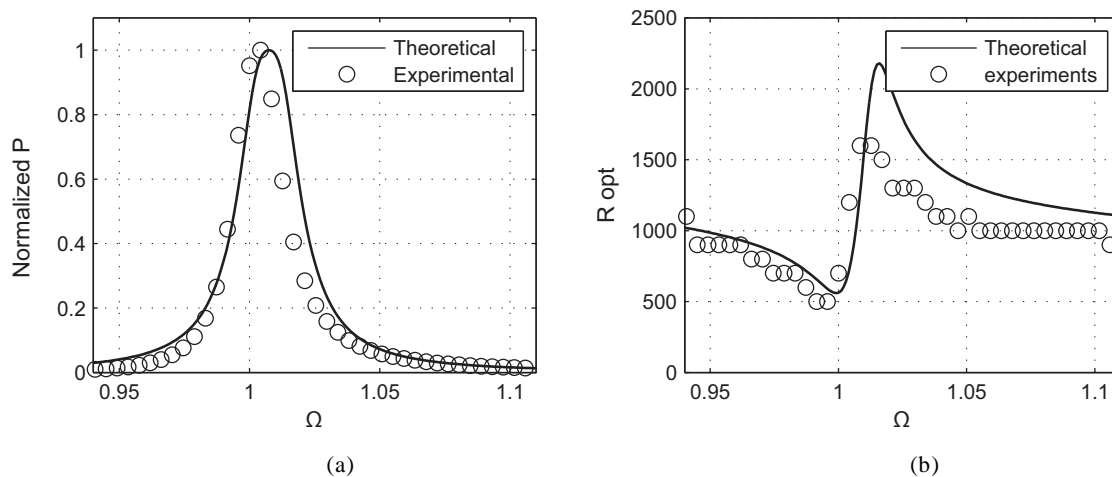 1
0.8
0.6
0.4
0.2
0
Normalized P
0.95
1
1.05
1.1
Ω
Theoretical
Experimental
(a)
2500
2000
1500
1000
500
0
R opt
0.95
1
1.05
1.1
Ω
Theoretical
experiments
(b)